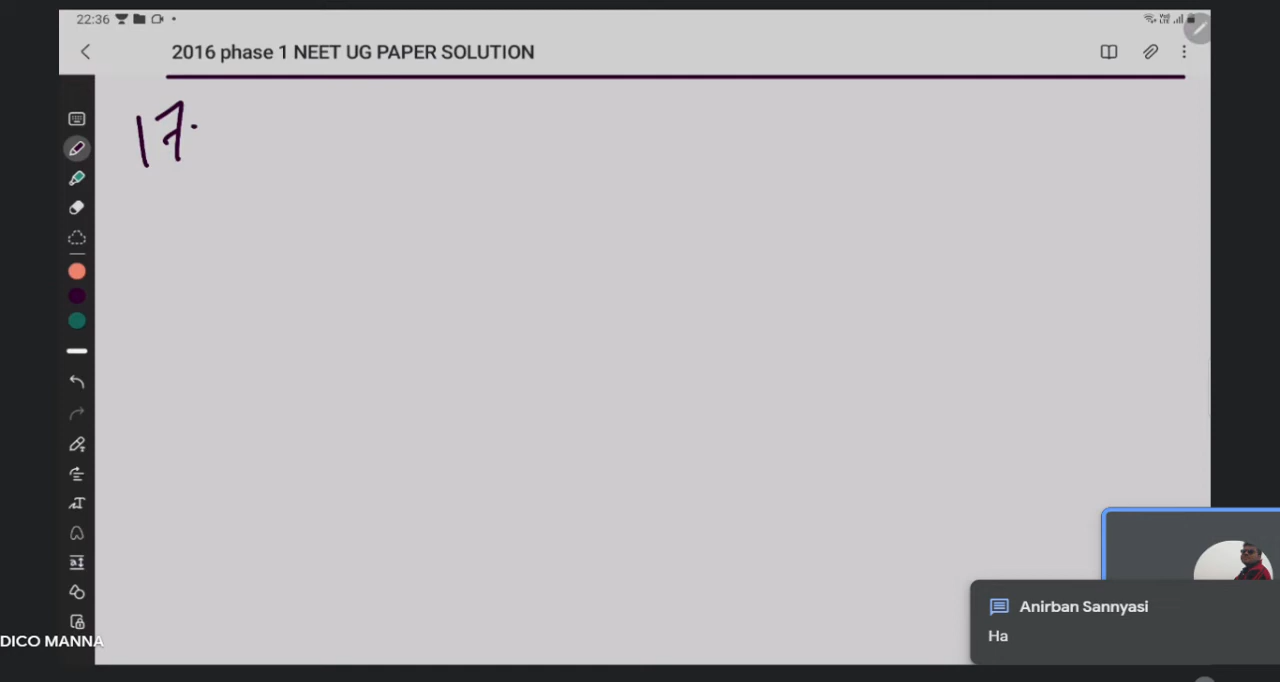 22:36
2016 phase 1 NEET UG PAPER SOLUTION
17.
Anirban Sannyasi
Ha
DICO MANNA